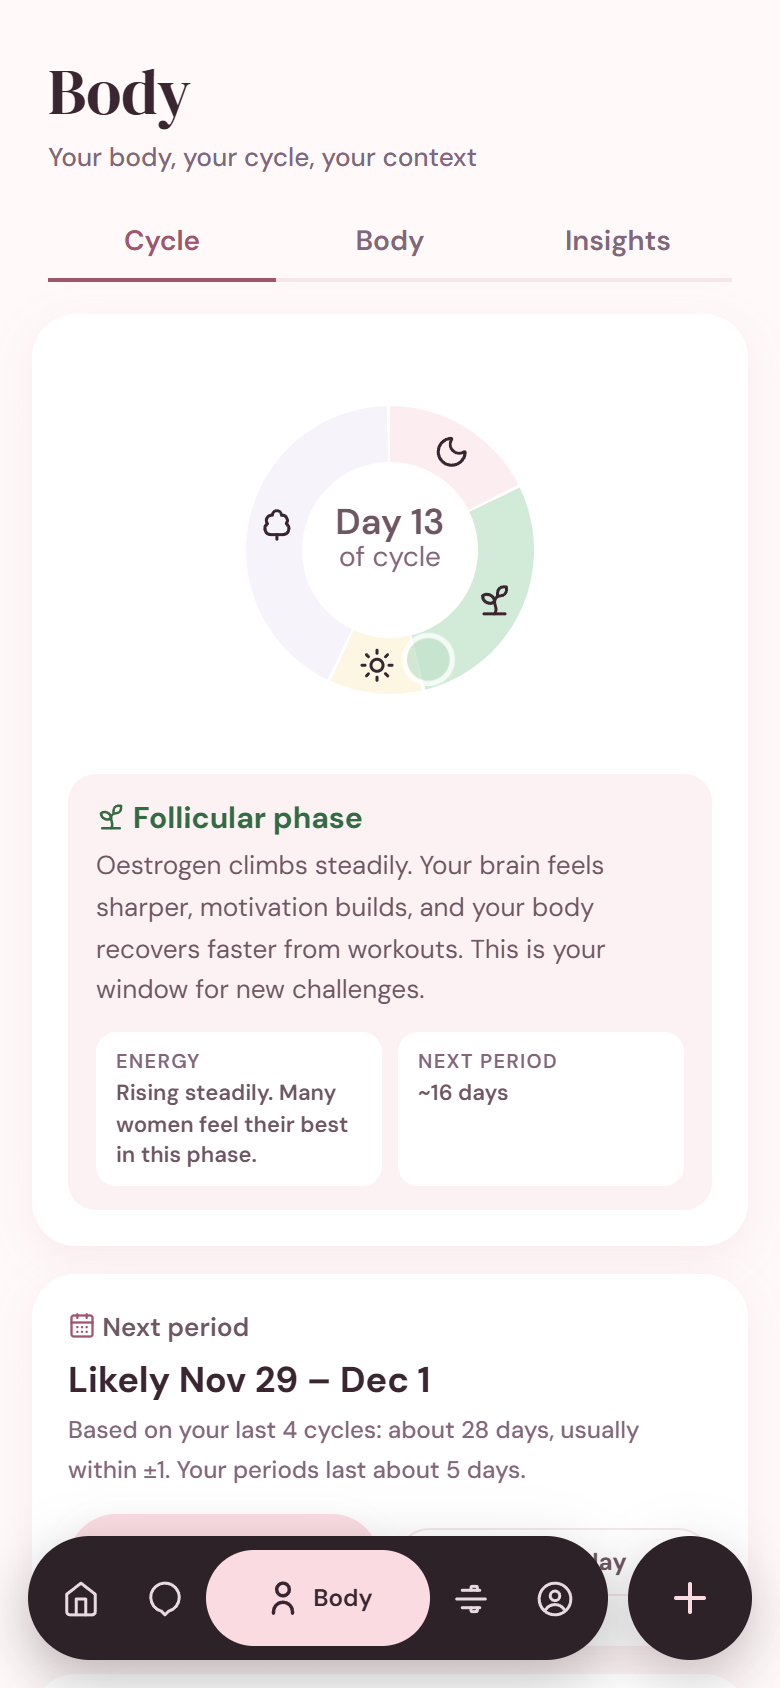 Body
Your body, your cycle, your context
Cycle
Body
Insights
Day 13
of cycle
Follicular phase
Oestrogen climbs steadily. Your brain feels
sharper, motivation builds, and your body
recovers faster from workouts. This is your
window for new challenges.
ENERGY
Rising steadily. Many
women feel their best
in this phase.
NEXT PERIOD
~16 days
Next period
Likely Nov 29 – Dec 1
Based on your last 4 cycles: about 28 days, usually
within ±1. Your periods last about 5 days.
Body